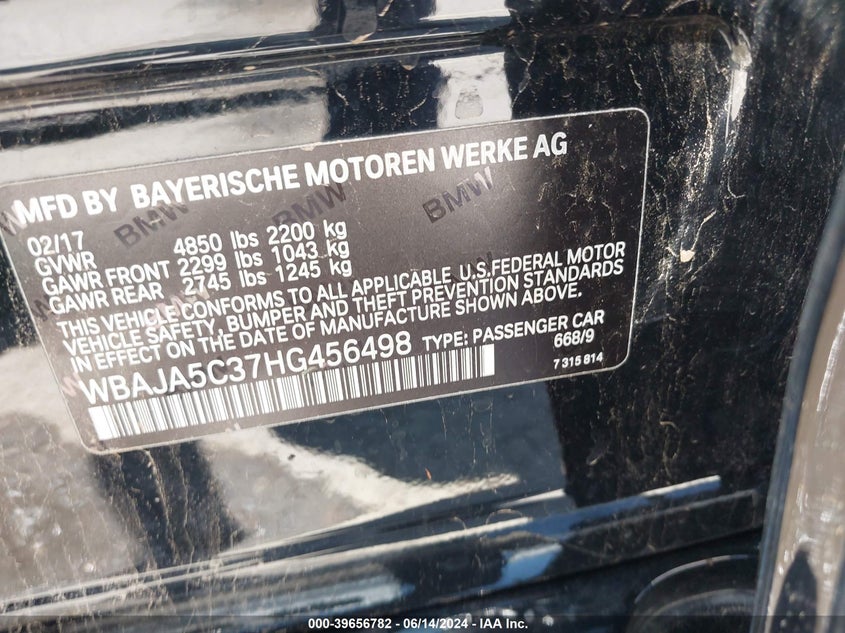 MFD BY BAYERISCHE MOTOREN WERKE AG
02/17
GVWR 4850 lbs 2200 kg
GAWR FRONT 2299 lbs 1043 kg
GAWR REAR 2745 lbs 1245 kg
THIS VEHICLE CONFORMS TO ALL APPLICABLE U.S.FEDERAL MOTOR
VEHICLE SAFETY, BUMPER AND THEFT PREVENTION STANDARDS
IN EFFECT ON THE DATE OF MANUFACTURE SHOWN ABOVE.
WBAJA5C37HG456498 TYPE: PASSENGER CAR
668/9
7 315 814
BMW BMW BMW
000-39656782 - 06/14/2024 - IAA Inc.